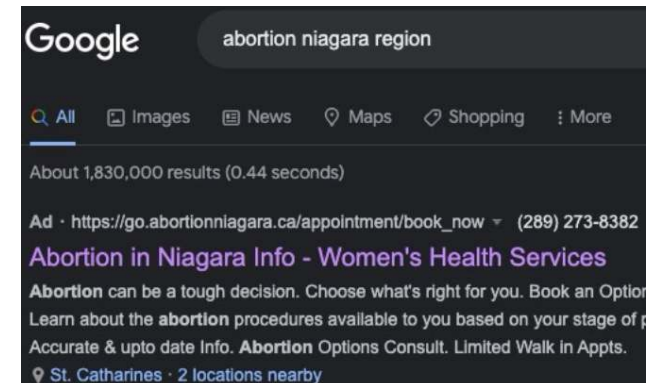 Google
abortion niagara region
All Images News Maps Shopping More
About 1,830,000 results (0.44 seconds)
Ad · https://go.abortionniagara.ca/appointment/book_now (289) 273-8382
Abortion in Niagara Info - Women's Health Services
Abortion can be a tough decision. Choose what's right for you. Book an
Learn about the abortion procedures available to you based on your stage of
Accurate & upto date Info. Abortion Options Consult. Limited Walk in Appts.
St. Catharines · 2 locations nearby